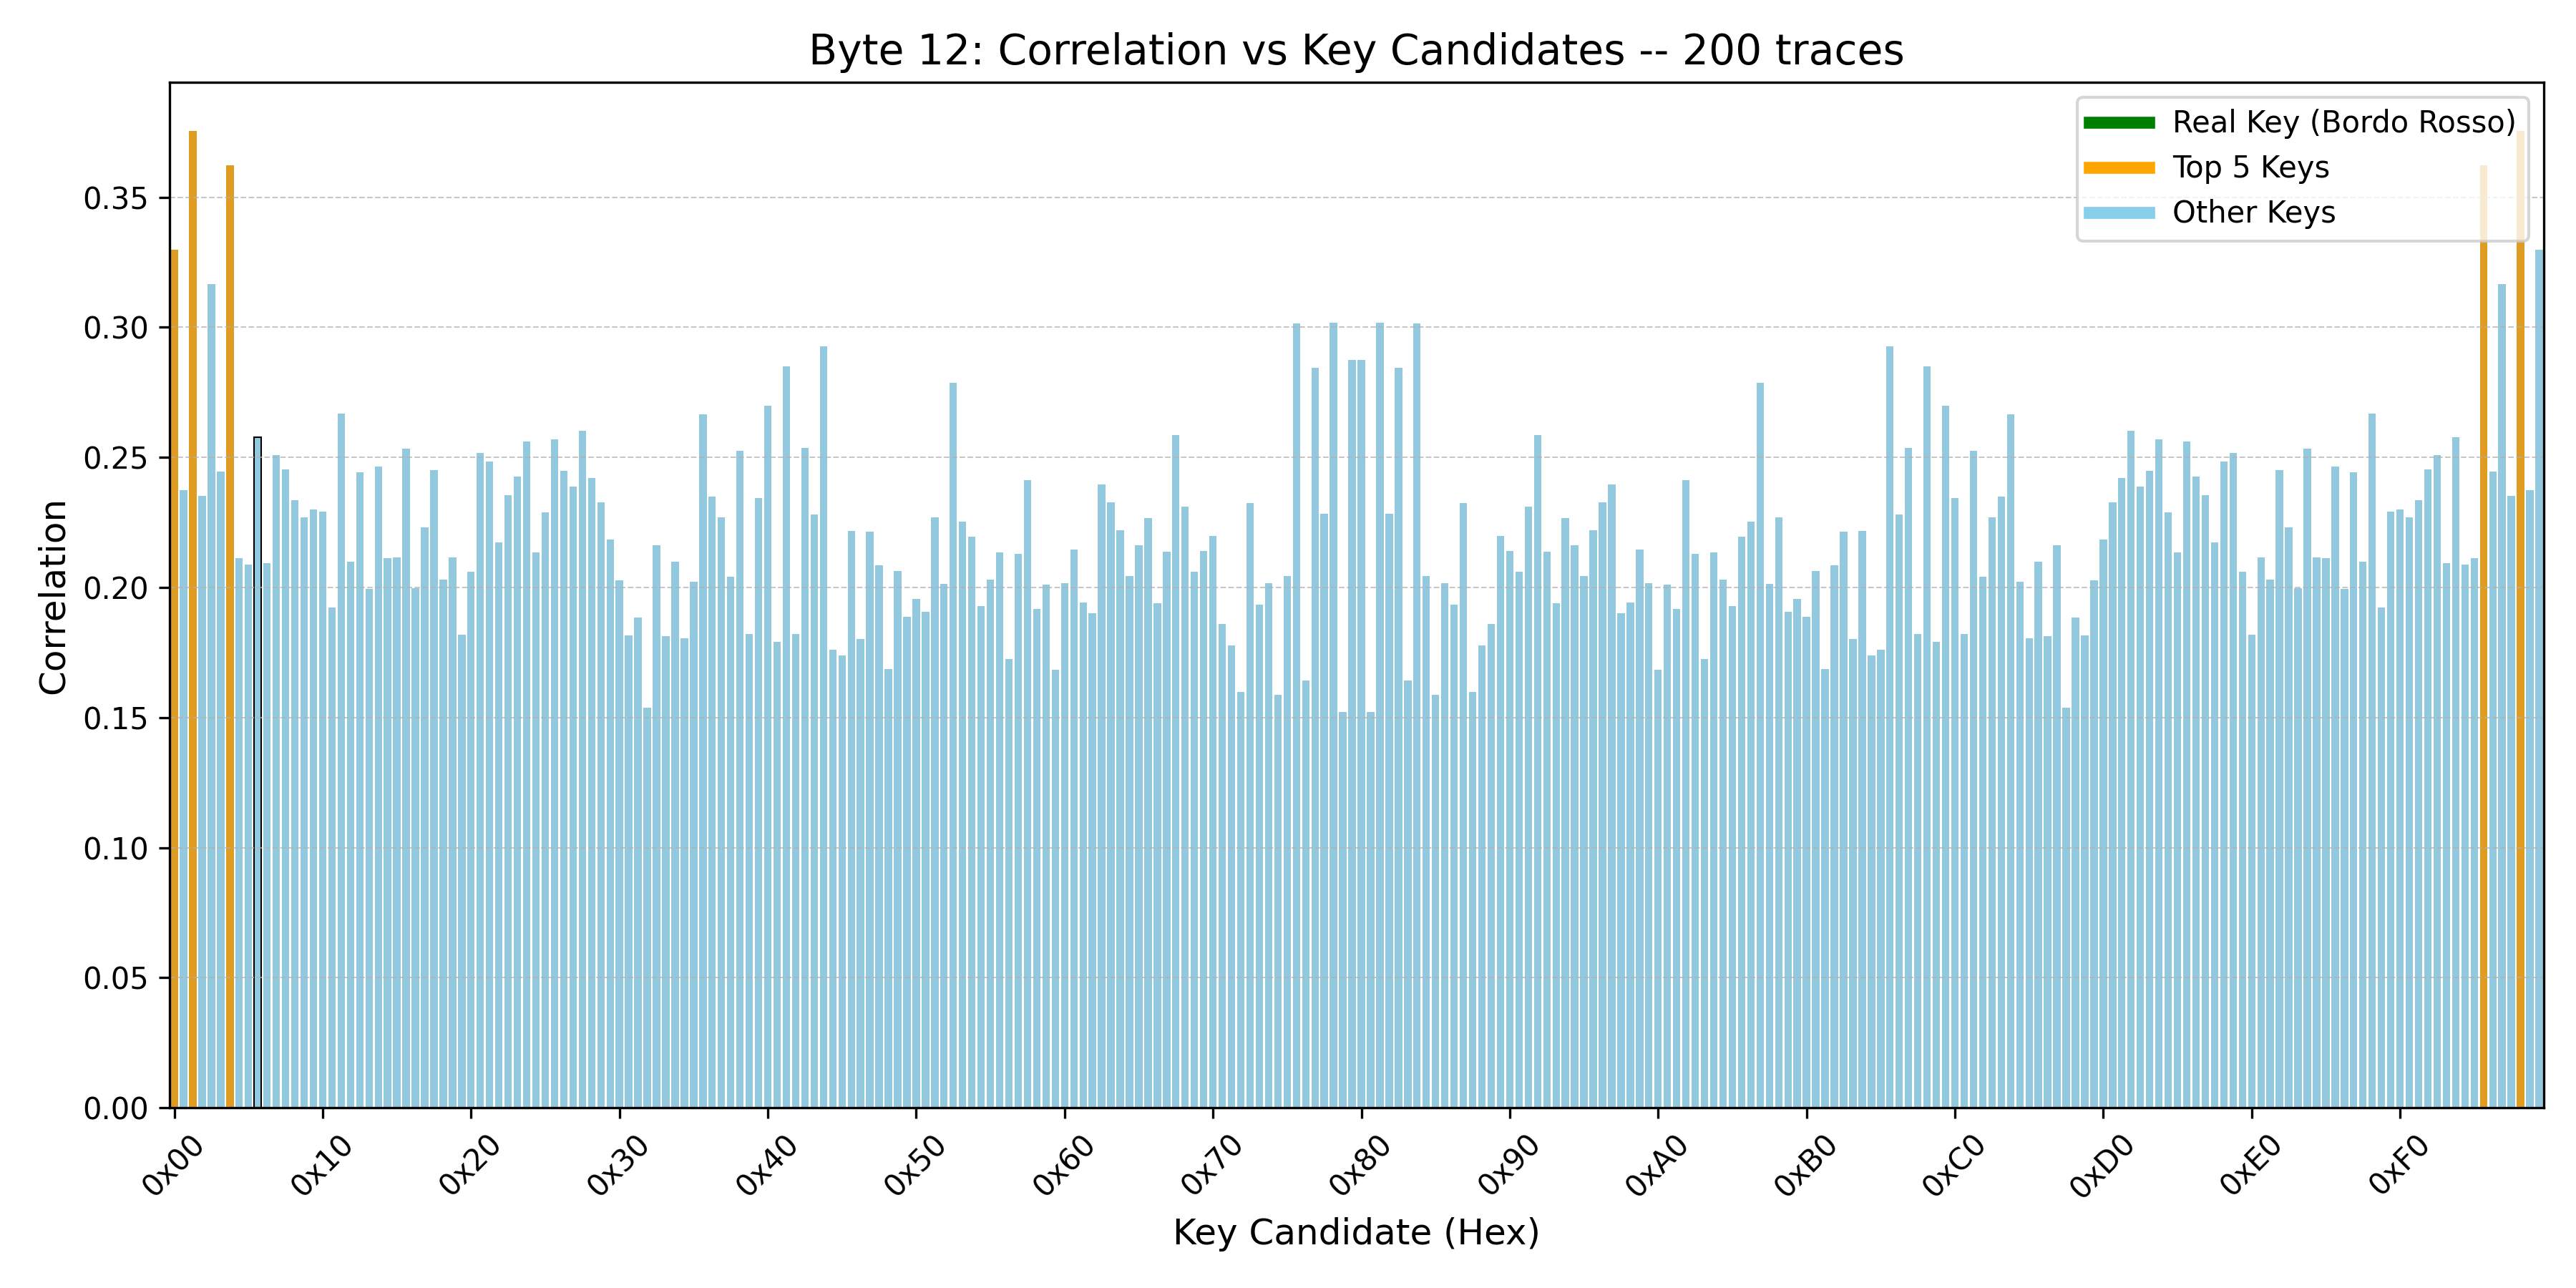 Byte 12: Correlation vs Key Candidates -- 200 traces
Real Key (Bordo Rosso)
Top 5 Keys
Other Keys
0.35
0.30
0.25
0.20
0.15
0.10
0.05
0.00
Correlation
0x00 0x10 0x20 0x30 0x40 0x50 0x60 0x70 0x80 0x90 0xA0 0xB0 0xC0 0xD0 0xE0 0xF0
Key Candidate (Hex)